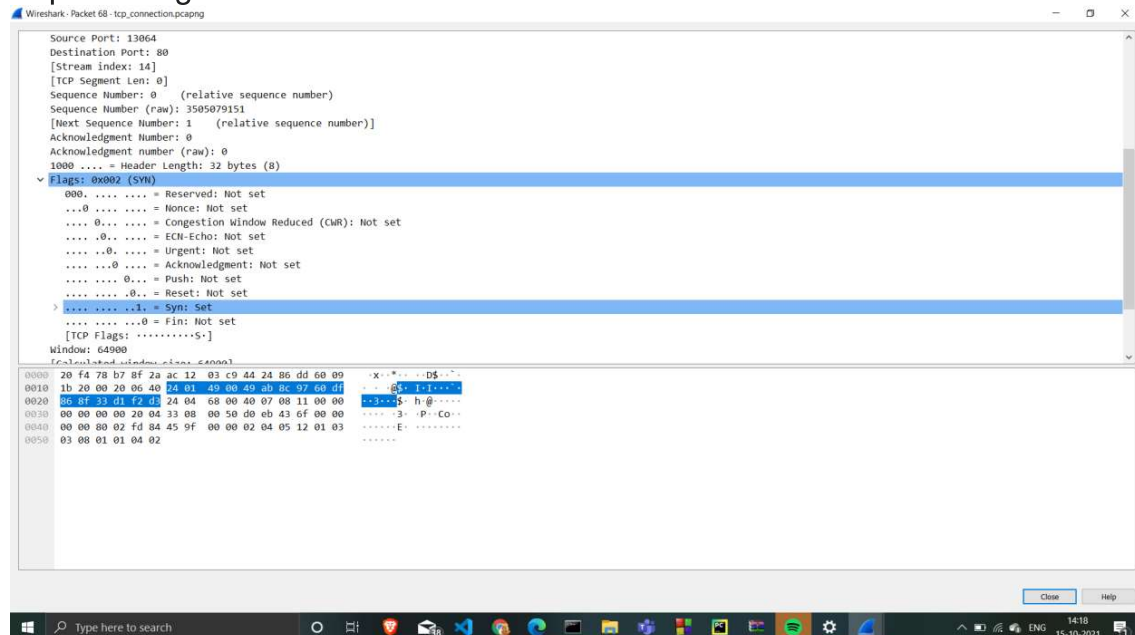 Wireshark · Packet 68 · tcp_connection.pcapng
Source Port: 13064
Destination Port: 80
[Stream index: 14]
[TCP Segment Len: 0]
Sequence Number: 0    (relative sequence number)
Sequence Number (raw): 3505079151
[Next Sequence Number: 1    (relative sequence number)]
Acknowledgment Number: 0
Acknowledgment number (raw): 0
1000 .... = Header Length: 32 bytes (8)
Flags: 0x002 (SYN)
000. .... .... = Reserved: Not set
...0 .... .... = Nonce: Not set
.... 0... .... = Congestion Window Reduced (CWR): Not set
.... .0.. .... = ECN-Echo: Not set
.... ..0. .... = Urgent: Not set
.... ...0 .... = Acknowledgment: Not set
.... .... 0... = Push: Not set
.... .... .0.. = Reset: Not set
.... .... ..1. = Syn: Set
.... .... ...0 = Fin: Not set
[TCP Flags: ··········S·]
Window: 64900
[Calculated window size: 64900]
0000 20 f4 78 b7 8f 2a ac 12 03 c9 44 24 86 dd 60 09 ·x··*·· ··D$··`·
0010 1b 20 00 20 06 40 24 01 49 00 49 ab 8c 97 60 df · · ·@$· I·I···`·
0020 86 8f 33 d1 f2 d3 24 04 68 00 40 07 08 11 00 00 ··3···$· h·@·····
0030 00 00 00 00 20 04 33 08 00 50 d0 eb 43 6f 00 00 ···· ·3· ·P··Co··
0040 00 00 80 02 fd 84 45 9f 00 00 02 04 05 12 01 03 ······E· ········
0050 03 08 01 01 04 02 ······
Close Help
Type here to search
38
PC
ENG
14:18
15-10-2021